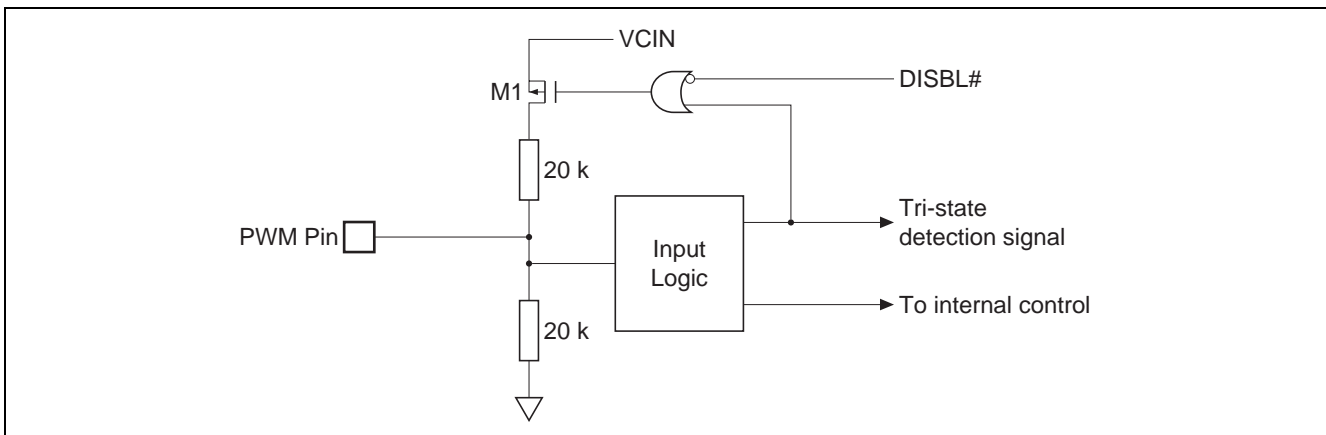 VCIN
DISBL#
M1
20 k
PWM Pin
Input
Logic
Tri-state
detection signal
To internal control
20 k